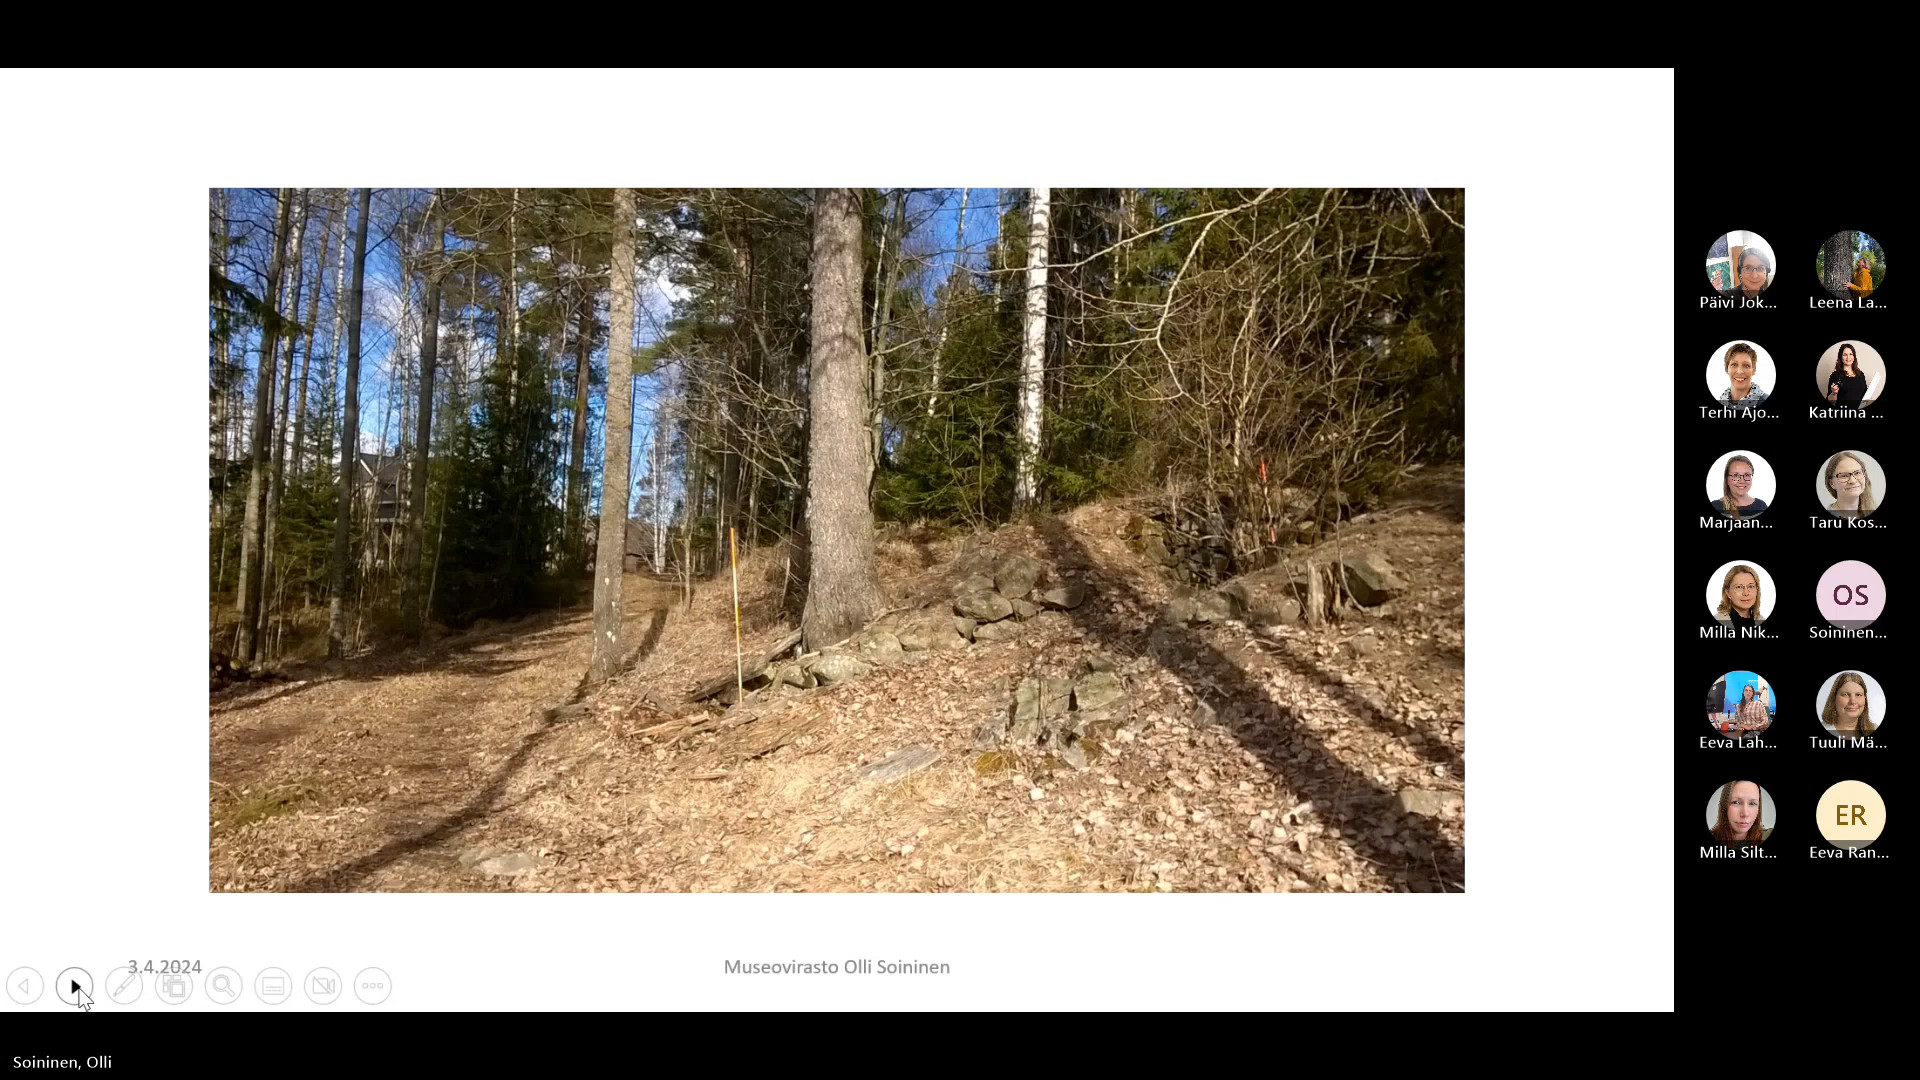 3.4.2024
Museovirasto Olli Soininen
Soininen, Olli
Päivi Jok...
Leena La...
Terhi Ajo...
Katriina ...
Marjaan...
Taru Kos...
Milla Nik...
OS
Soininen...
Eeva Lah...
Tuuli Mä...
Milla Silt...
ER
Eeva Ran...